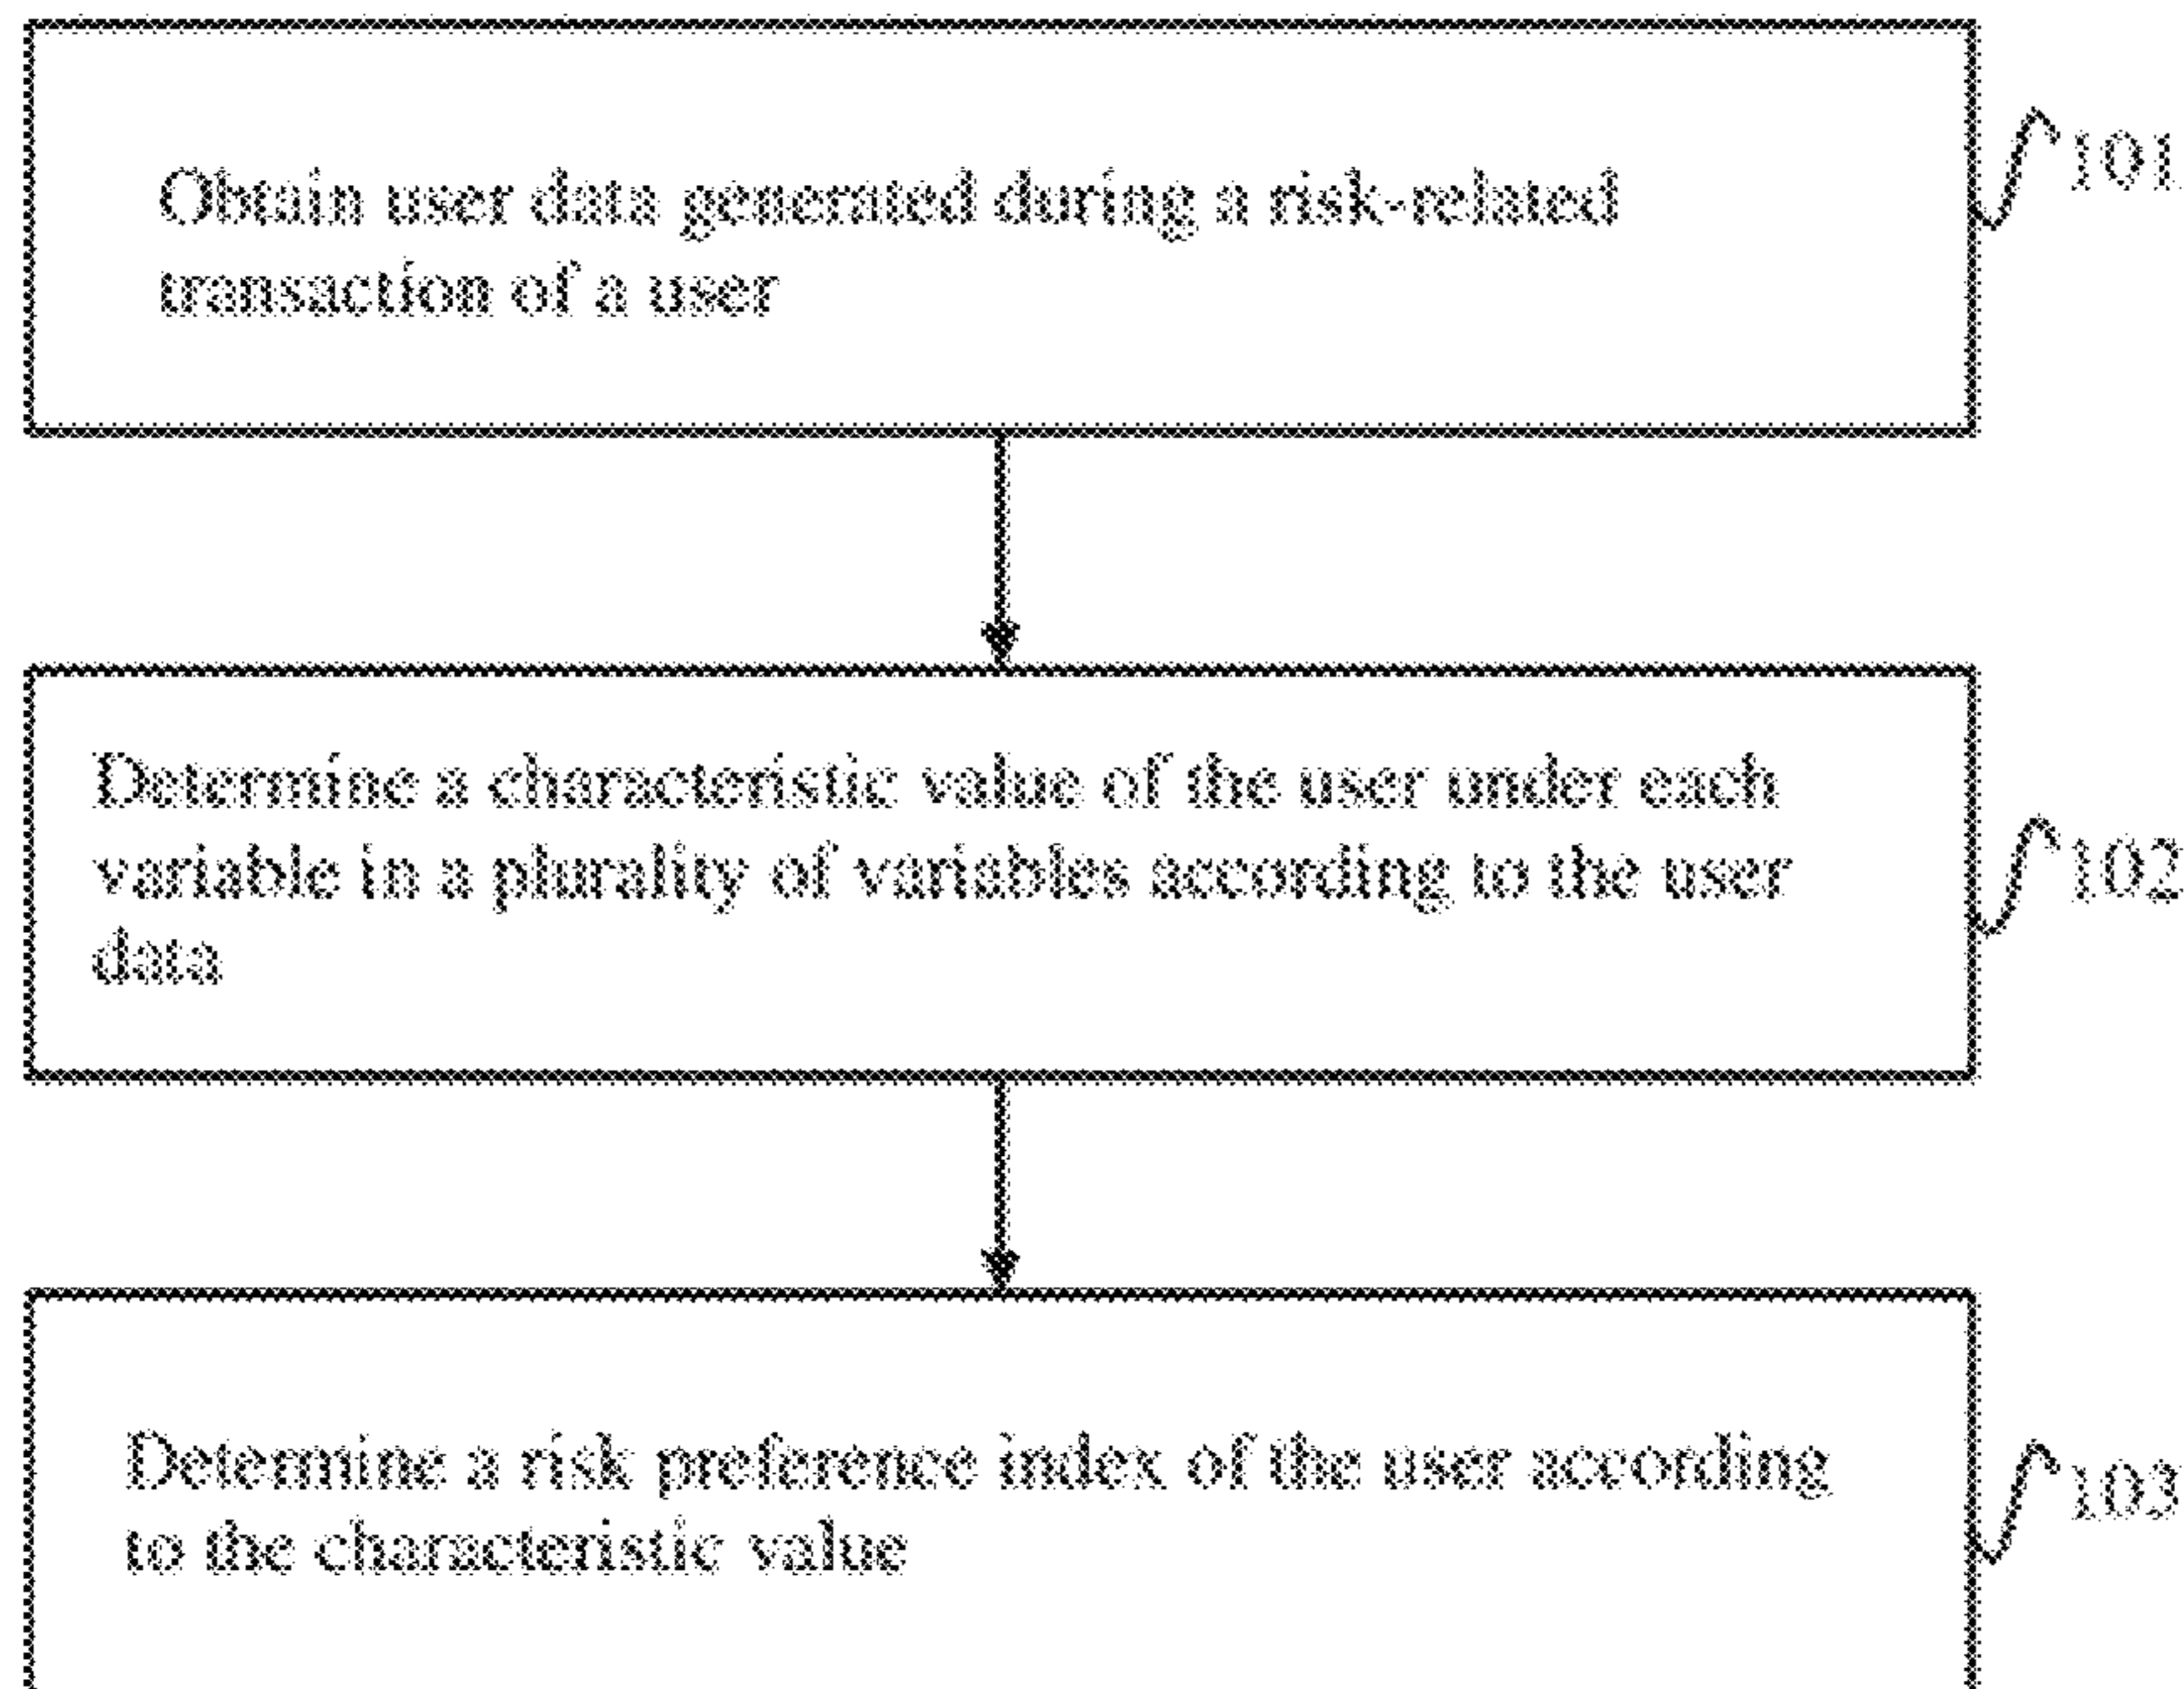 Obtain user data generated during a risk-related
transaction of a user
101
Determine a characteristic value of the user under each
variable in a plurality of variables according to the user
data
102
Determine a risk preference index of the user according
to the characteristic value
103